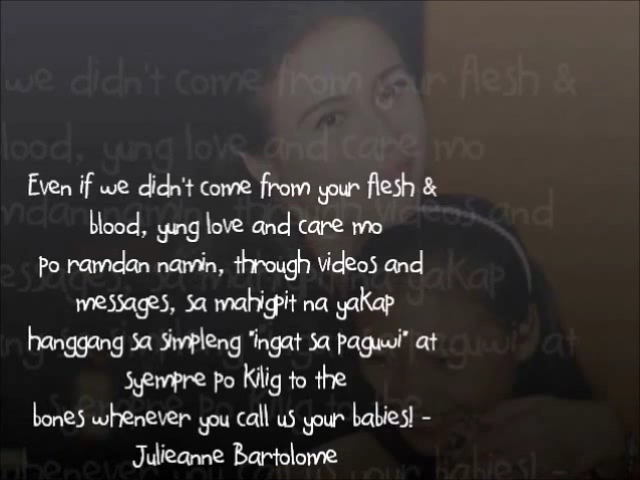 Even if we didn't come from your flesh &
blood, yung love and care mo
po ramdan namin, through videos and
messages, sa mahigpit na yakap
hanggang sa simpleng "ingat sa paguwi" at
syempre po kilig to the
bones whenever you call us your babies! -
Julieanne Bartolome